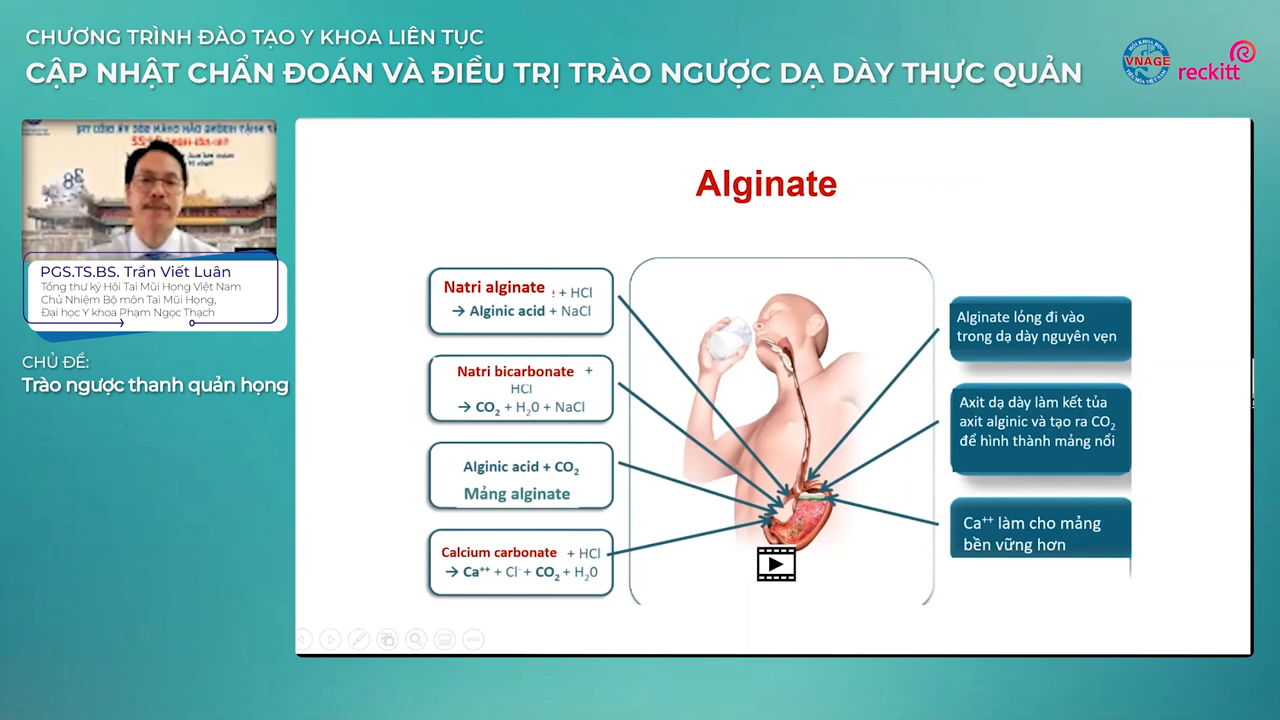 CHƯƠNG TRÌNH ĐÀO TẠO Y KHOA LIÊN TỤC
CẬP NHẬT CHẨN ĐOÁN VÀ ĐIỀU TRỊ TRÀO NGƯỢC DẠ DÀY THỰC QUẢN
VNAGE
reckitt
PGS.TS.BS. Trần Viết Luân
Tổng thư ký Hội Tai Mũi Họng Việt Nam
Chủ Nhiệm Bộ môn Tai Mũi Họng,
Đại học Y khoa Phạm Ngọc Thạch
CHỦ ĐỀ:
Trào ngược thanh quản họng
Alginate
Natri alginate + HCl
→ Alginic acid + NaCl
Natri bicarbonate +
HCl
→ CO₂ + H₂0 + NaCl
Alginic acid + CO₂
Mảng alginate
Calcium carbonate + HCl
→ Ca⁺⁺ + Cl⁻ + CO₂ + H₂0
Alginate lỏng đi vào
trong dạ dày nguyên vẹn
Axit dạ dày làm kết tủa
axit alginic và tạo ra CO₂
để hình thành mảng nổi
Ca⁺⁺ làm cho mảng
bền vững hơn